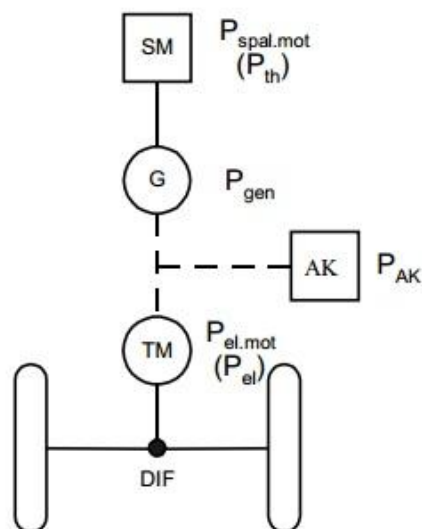 SM
P_spal.mot
(P_th)
G
P_gen
AK
P_AK
TM
P_el.mot
(P_el)
DIF